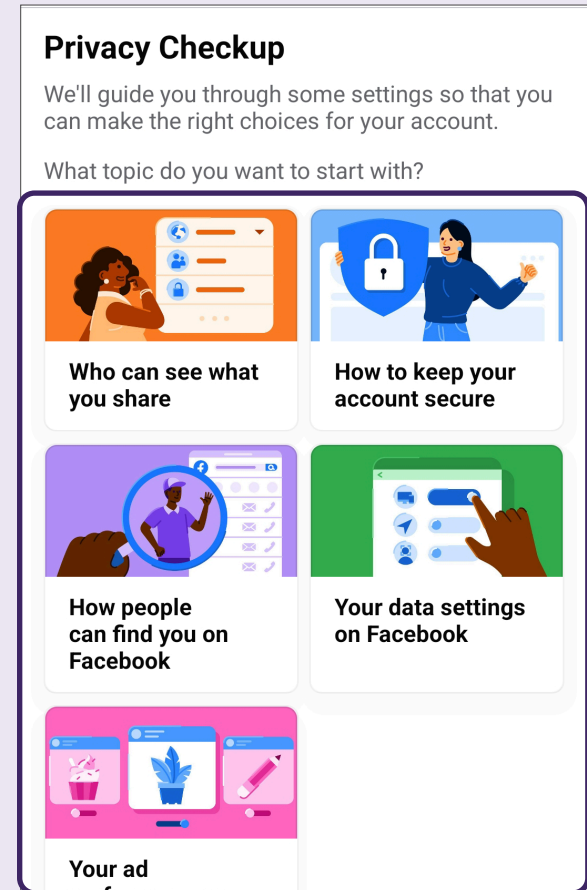 Privacy Checkup
We'll guide you through some settings so that you
can make the right choices for your account.
What topic do you want to start with?
Who can see what
you share
How to keep your
account secure
How people
can find you on
Facebook
Your data settings
on Facebook
Your ad